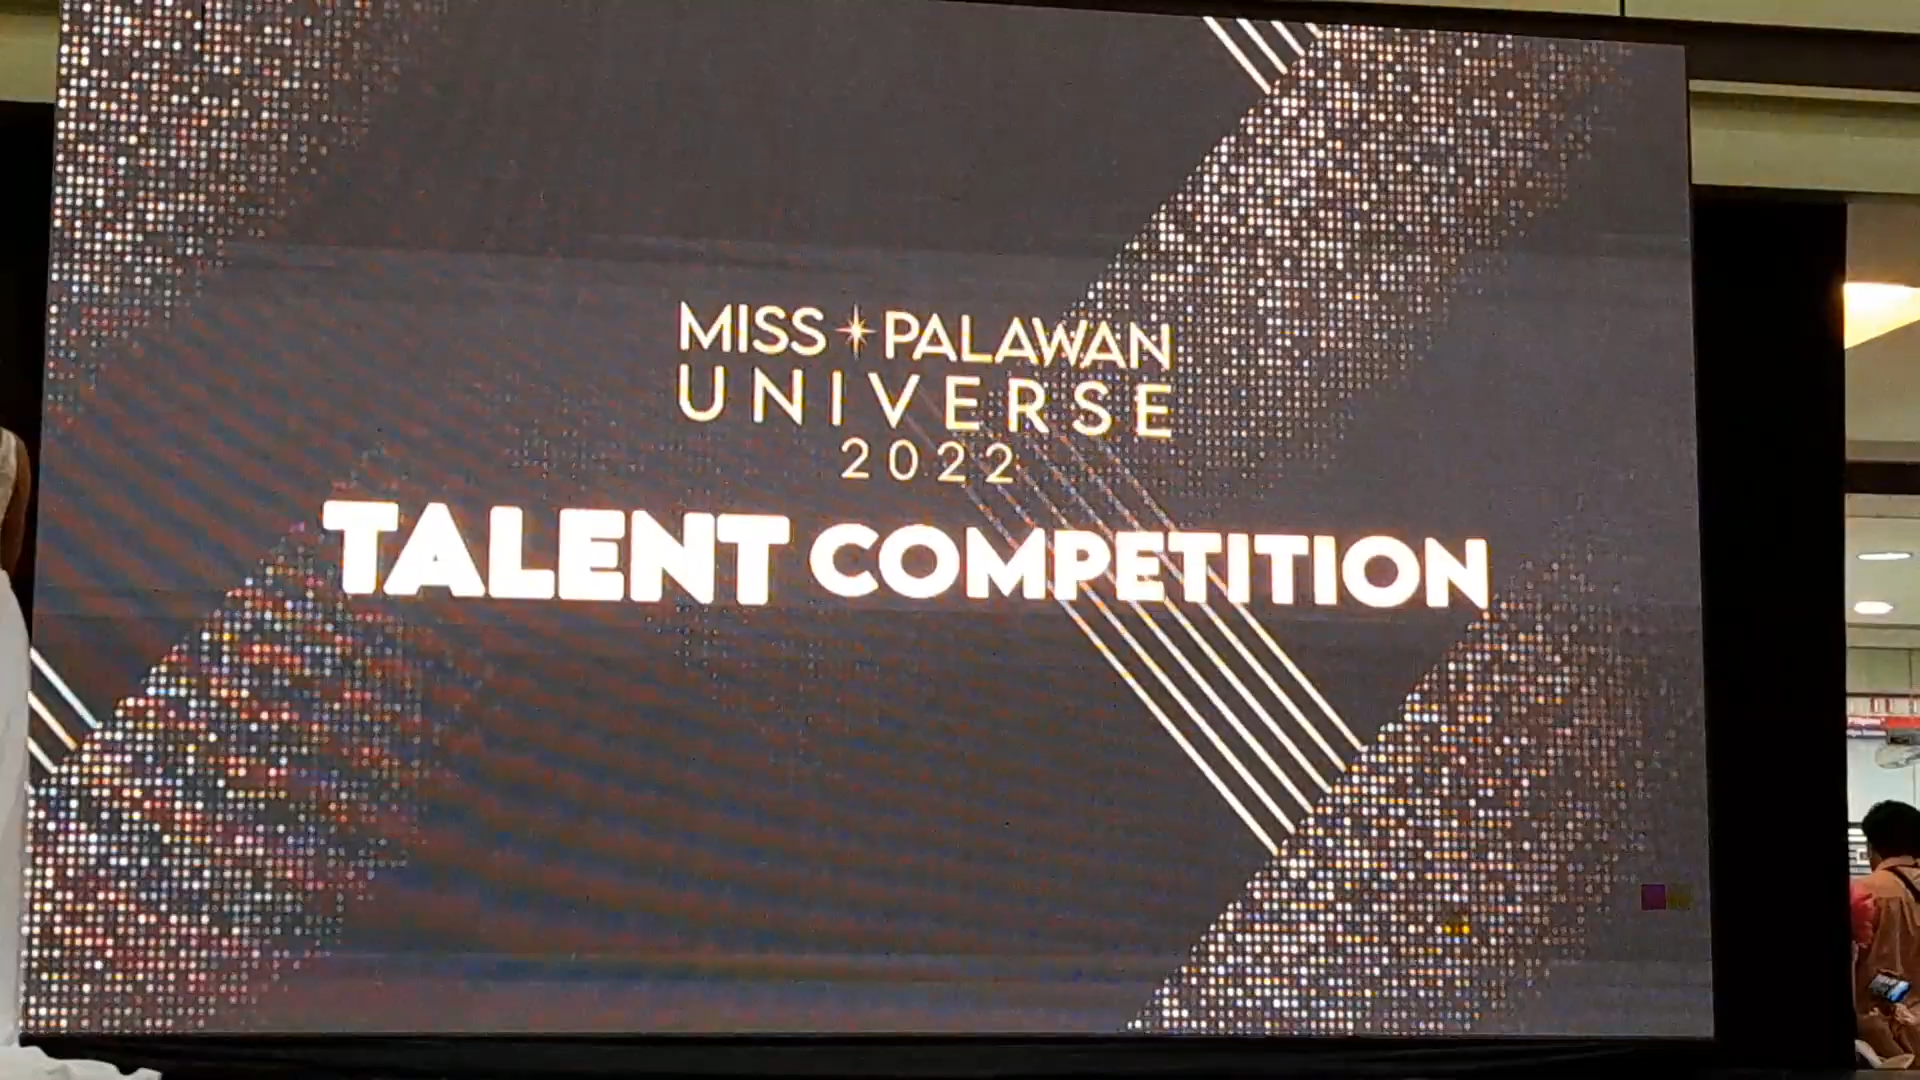 MISS PALAWAN
UNIVERSE
2022
TALENT COMPETITION